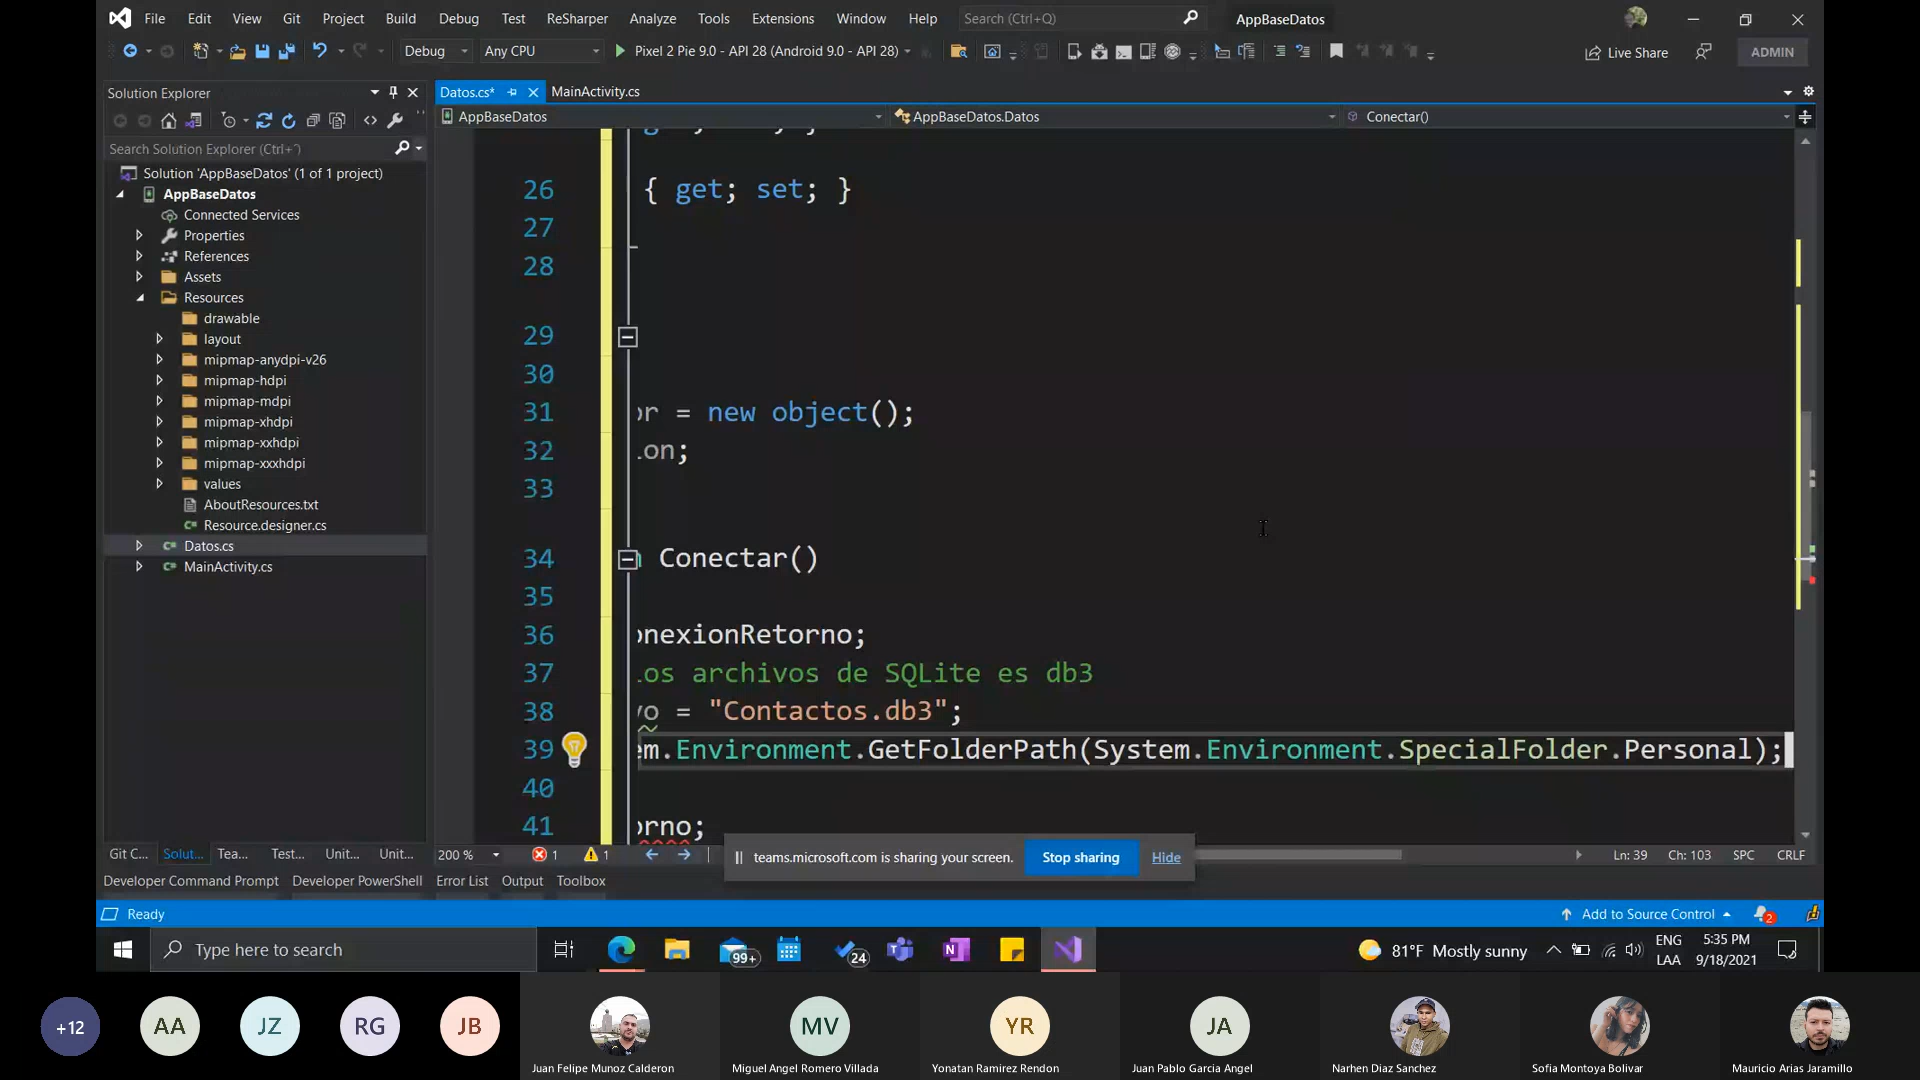 File Edit View Git Project Build Debug Test ReSharper Analyze Tools Extensions Window Help Search (Ctrl+Q) AppBaseDatos
Debug Any CPU Pixel 2 Pie 9.0 - API 28 (Android 9.0 - API 28) Live Share ADMIN
Solution Explorer
Search Solution Explorer (Ctrl+
Solution 'AppBaseDatos' (1 of 1 project)
AppBaseDatos
Connected Services
Properties
References
Assets
Resources
drawable
layout
mipmap-anydpi-v26
mipmap-hdpi
mipmap-mdpi
mipmap-xhdpi
mipmap-xxhdpi
mipmap-xxxhdpi
values
AboutResources.txt
Resource.designer.cs
Datos.cs
MainActivity.cs
Git C... Solut... Tea... Test... Unit... Unit...
Datos.cs* MainActivity.cs
AppBaseDatos AppBaseDatos.Datos Conectar()
26 { get; set; }
27
28
29
30
31 or = new object();
32 ion;
33
34 Conectar()
35
36 onexionRetorno;
37 los archivos de SQLite es db3
38 vo = "Contactos.db3";
39 em.Environment.GetFolderPath(System.Environment.SpecialFolder.Personal);
40
41 orno;
200 % 1 1 Ln: 39 Ch: 103 SPC CRLF
teams.microsoft.com is sharing your screen. Stop sharing Hide
Developer Command Prompt Developer PowerShell Error List Output Toolbox
Ready Add to Source Control 2
Type here to search 99+ 24 81°F Mostly sunny ENG LAA 5:35 PM 9/18/2021
+12 AA JZ RG JB MV YR JA
Juan Felipe Munoz Calderon Miguel Angel Romero Villada Yonatan Ramirez Rendon Juan Pablo Garcia Angel Narhen Diaz Sanchez Sofia Montoya Bolivar Mauricio Arias Jaramillo